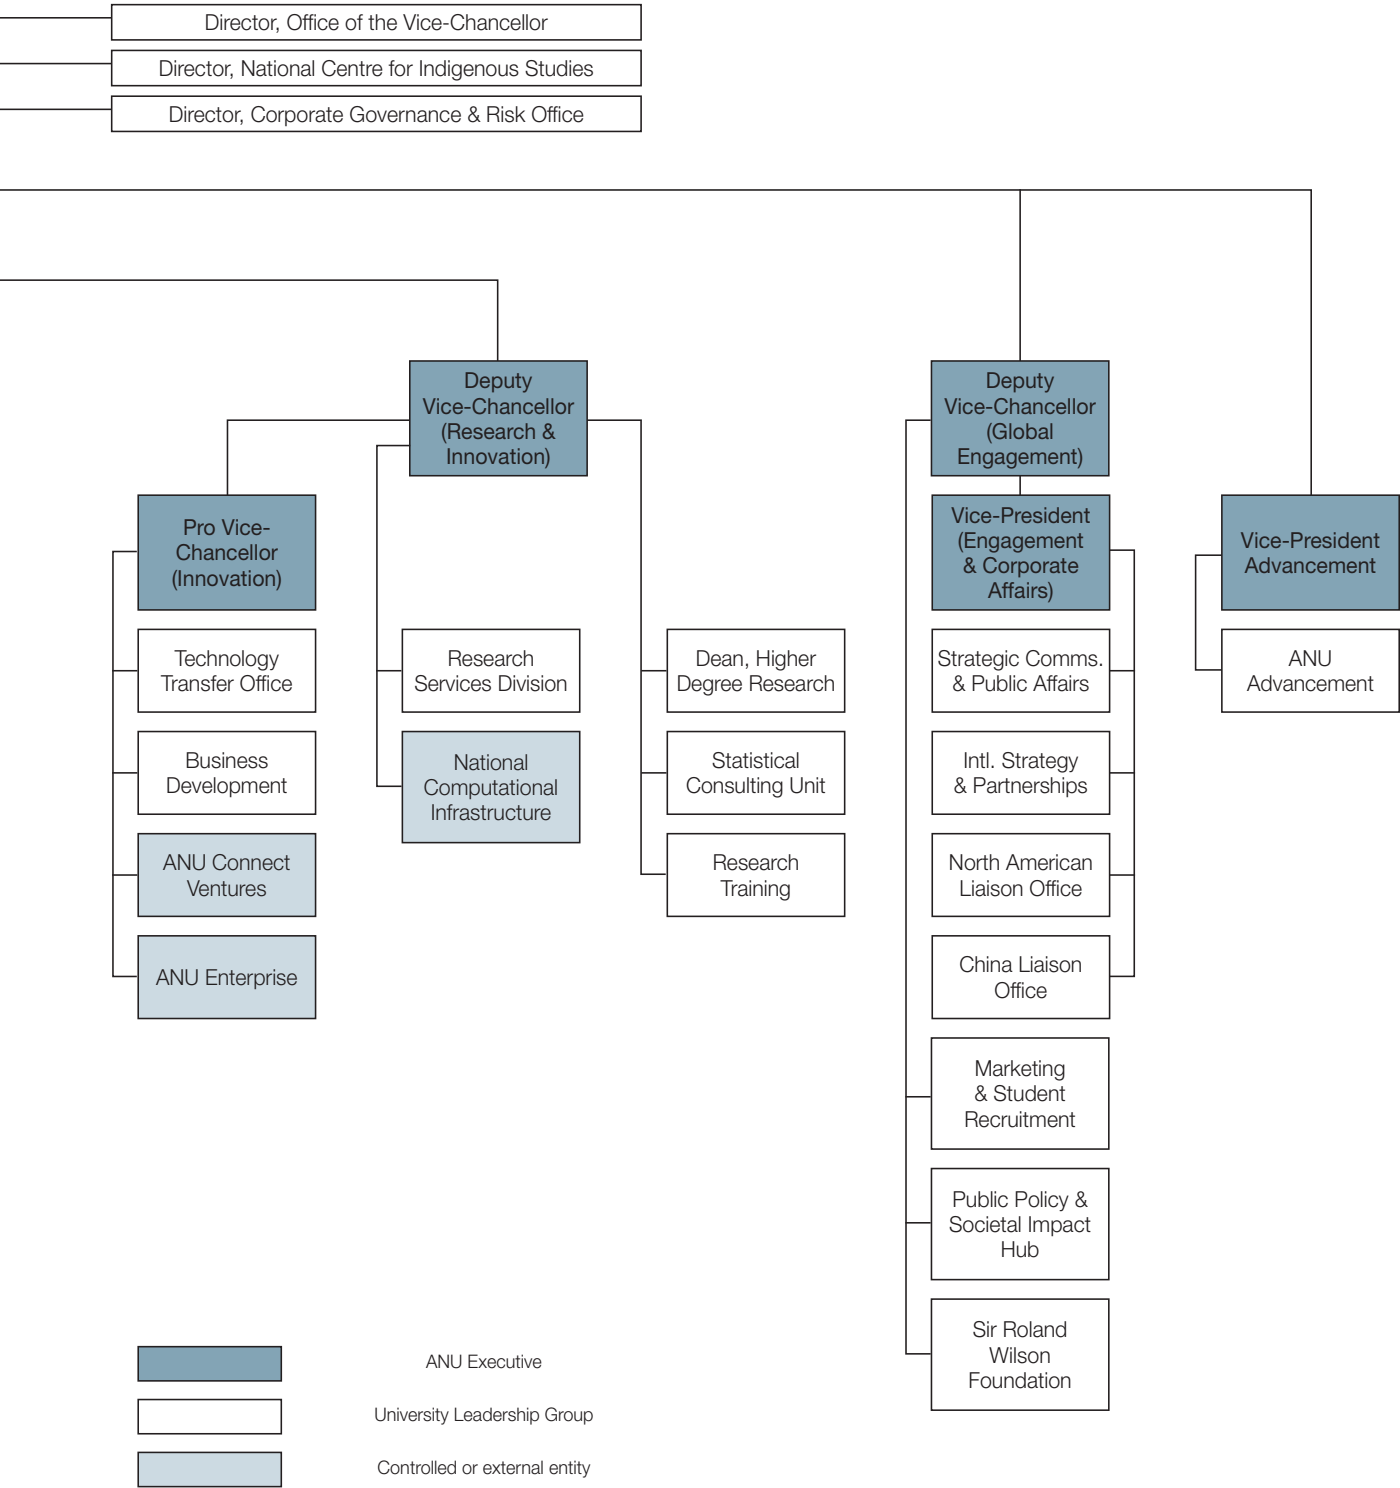 Director, Office of the Vice-Chancellor
Director, National Centre for Indigenous Studies
Director, Corporate Governance & Risk Office
Deputy
Vice-Chancellor
(Research &
Innovation)
Deputy
Vice-Chancellor
(Global
Engagement)
Pro Vice-
Chancellor
(Innovation)
Vice-President
(Engagement
& Corporate
Affairs)
Vice-President
Advancement
Technology
Transfer Office
Research
Services Division
Dean, Higher
Degree Research
Strategic Comms.
& Public Affairs
ANU
Advancement
Business
Development
National
Computational
Infrastructure
Statistical
Consulting Unit
Intl. Strategy
& Partnerships
ANU Connect
Ventures
Research
Training
North American
Liaison Office
ANU Enterprise
China Liaison
Office
Marketing
& Student
Recruitment
Public Policy &
Societal Impact
Hub
Sir Roland
Wilson
Foundation
ANU Executive
University Leadership Group
Controlled or external entity